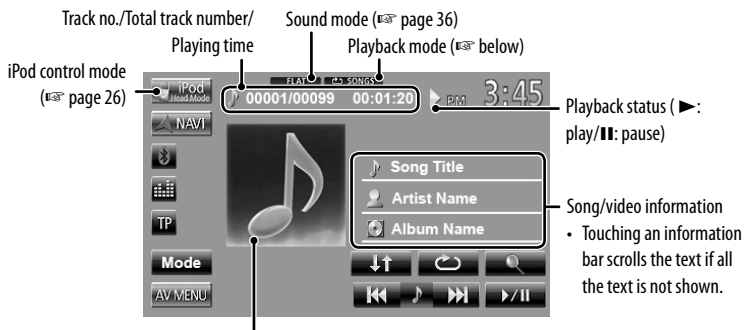 Track no./Total track number/
Playing time
Sound mode (☞ page 36)
Playback mode (☞ below)
iPod control mode
(☞ page 26)
iPod
Head Mode
FLAT
SONGS
00001/00099 00:01:20
PM 3:45
NAVI
TP
Mode
AV MENU
Song Title
Artist Name
Album Name
Playback status ( ►:
play/⏸: pause)
Song/video information
• Touching an information
bar scrolls the text if all
the text is not shown.